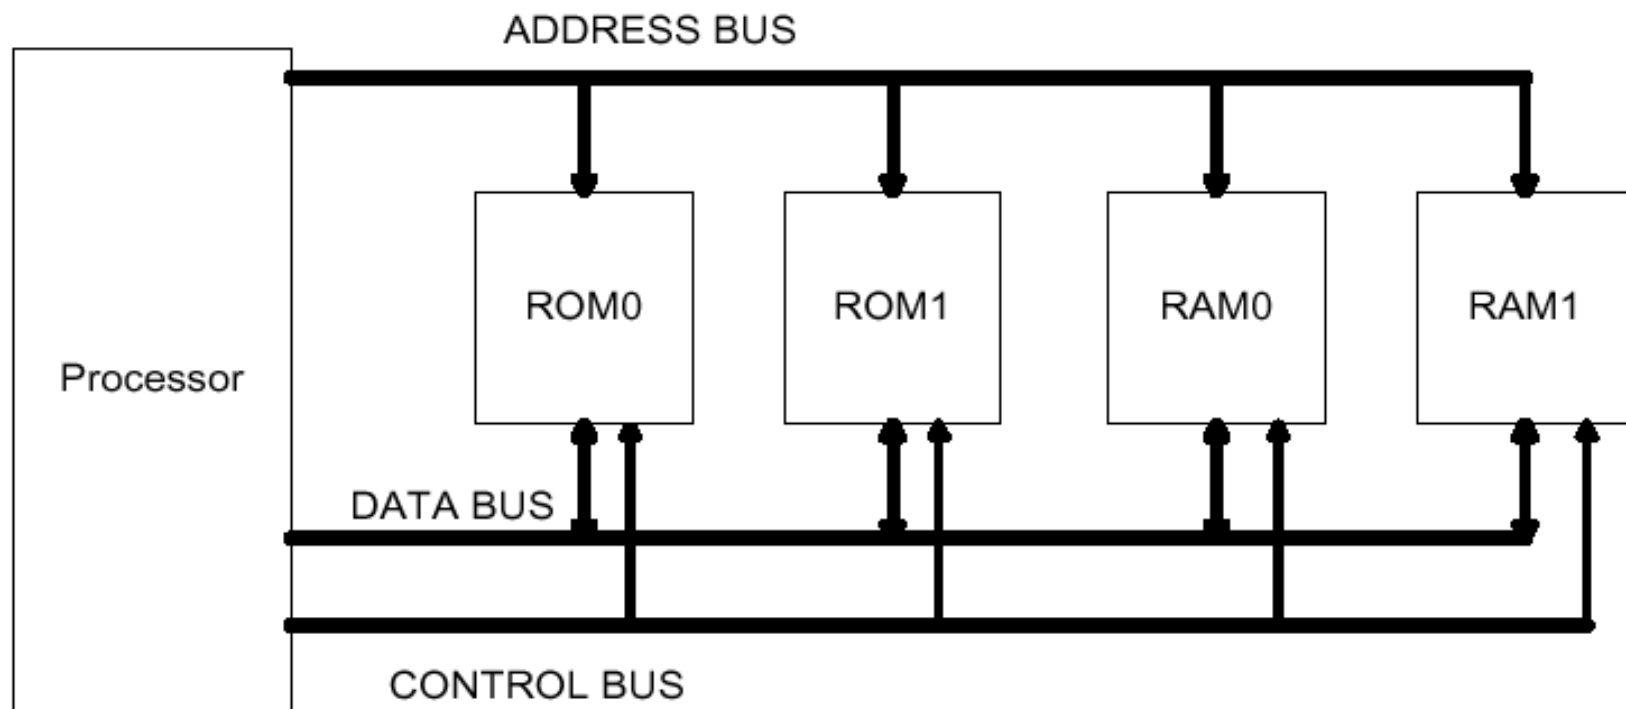 ADDRESS BUS
ROM0
ROM1
RAM0
RAM1
Processor
DATA BUS
CONTROL BUS